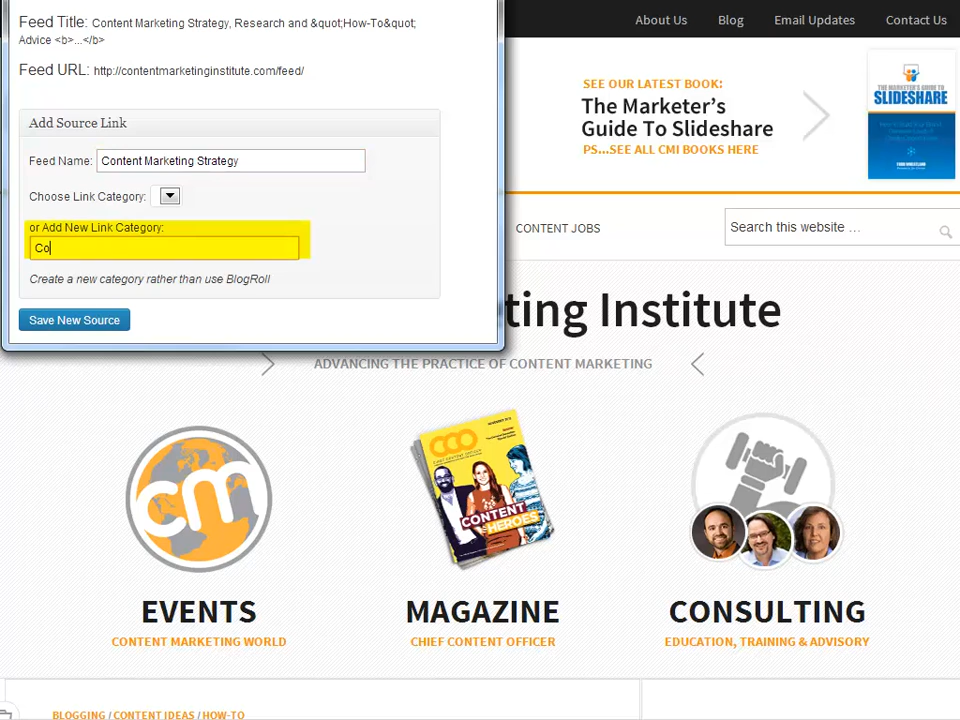 Feed Title: Content Marketing Strategy, Research and &quot;How-To&quot;
Advice <b>...</b>
Feed URL: http://contentmarketinginstitute.com/feed/
Add Source Link
Feed Name: Content Marketing Strategy
Choose Link Category:
or Add New Link Category:
Co
Create a new category rather than use BlogRoll
Save New Source
About Us Blog Email Updates Contact Us
SEE OUR LATEST BOOK:
The Marketer's
Guide To Slideshare
PS...SEE ALL CMI BOOKS HERE
THE MARKETER'S GUIDE TO
SLIDESHARE
CONTENT JOBS
Search this website ...
ting Institute
ADVANCING THE PRACTICE OF CONTENT MARKETING
cm
CCO
CONTENT
HEROES
EVENTS
CONTENT MARKETING WORLD
MAGAZINE
CHIEF CONTENT OFFICER
CONSULTING
EDUCATION, TRAINING & ADVISORY
BLOGGING / CONTENT IDEAS / HOW-TO